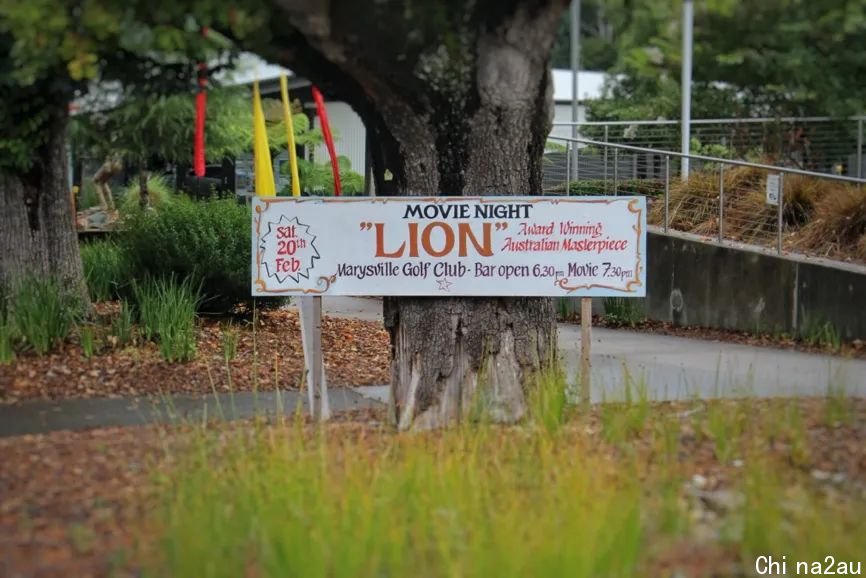 MOVIE NIGHT
Sat.
20th
Feb.
"LION"
Award Winning
Australian Masterpiece
Marysville Golf Club - Bar open 6.30pm Movie 7.30pm
Chi na2au